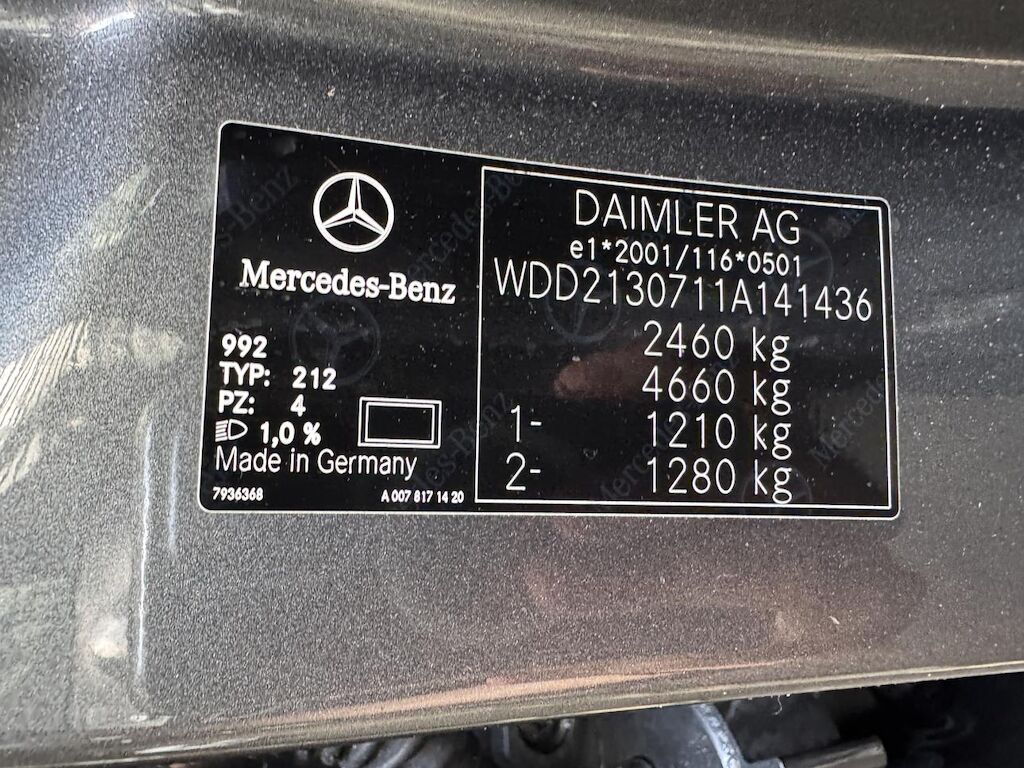 Mercedes-Benz
992
TYP: 212
PZ: 4
1,0 %
Made in Germany
7936368
A 007 817 14 20
DAIMLER AG
e1*2001/116*0501
WDD2130711A141436
2460 kg
4660 kg
1- 1210 kg
2- 1280 kg